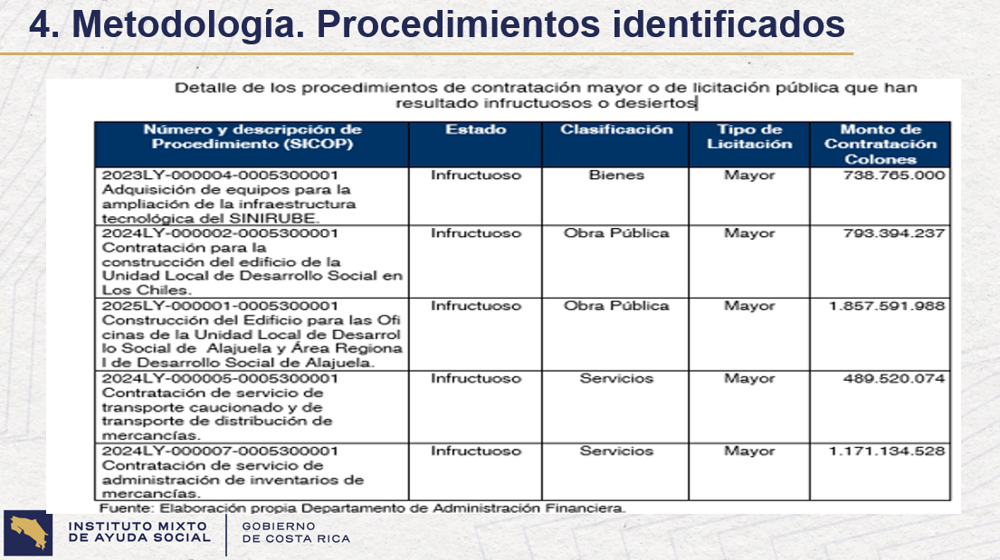 4. Metodología. Procedimientos identificados
Detalle de los procedimientos de contratación mayor o de licitación pública que han
resultado infructuosos o desiertos
Número y descripción de
Procedimiento (SICOP)
Estado
Clasificación
Tipo de
Licitación
Monto de
Contratación
Colones
2023LY-000004-0005300001
Adquisición de equipos para la
ampliación de la infraestructura
tecnológica del SINIRUBE.
Infructuoso
Bienes
Mayor
738.765.000
2024LY-000002-0005300001
Contratación para la
construcción del edificio de la
Unidad Local de Desarrollo Social en
Los Chiles.
Infructuoso
Obra Pública
Mayor
793.394.237
2025LY-000001-0005300001
Construcción del Edificio para las Ofi
cinas de la Unidad Local de Desarrol
lo Social de Alajuela y Área Regiona
l de Desarrollo Social de Alajuela.
Infructuoso
Obra Pública
Mayor
1.857.591.988
2024LY-000005-0005300001
Contratación de servicio de
transporte caucionado y de
transporte de distribución de
mercancías.
Infructuoso
Servicios
Mayor
489.520.074
2024LY-000007-0005300001
Contratación de servicio de
administración de inventarios de
mercancías.
Infructuoso
Servicios
Mayor
1.171.134.528
Fuente: Elaboración propia Departamento de Administración Financiera.
INSTITUTO MIXTO
DE AYUDA SOCIAL
GOBIERNO
DE COSTA RICA